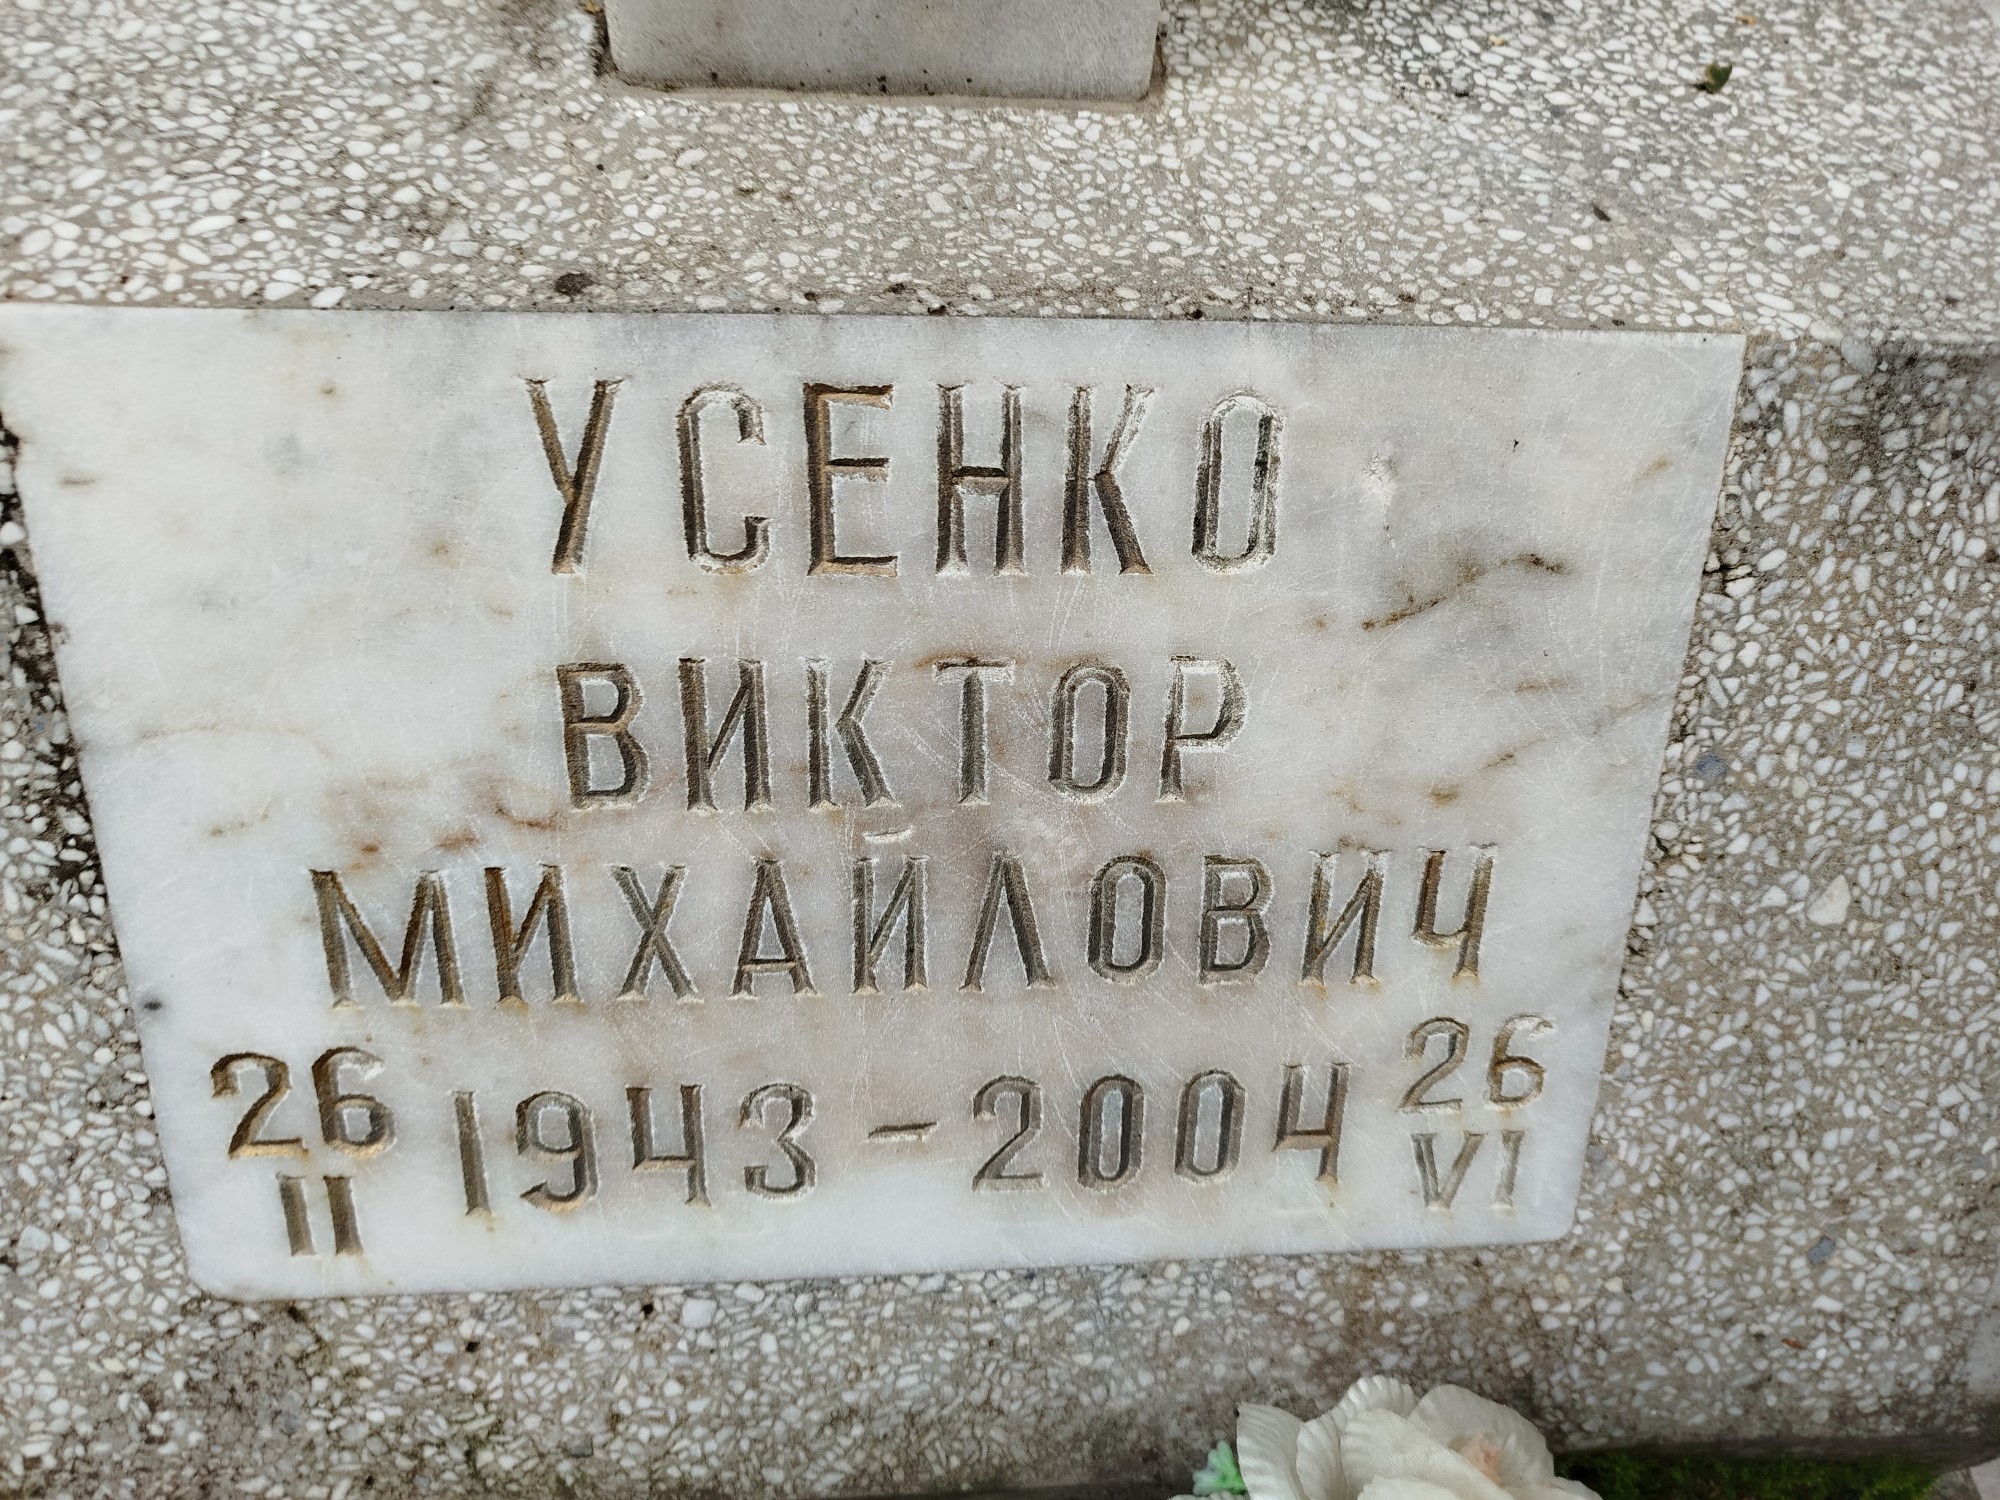 УСЕНКО
ВИКТОР
МИХАЙЛОВИЧ
26 1943 – 2004 26
II VI